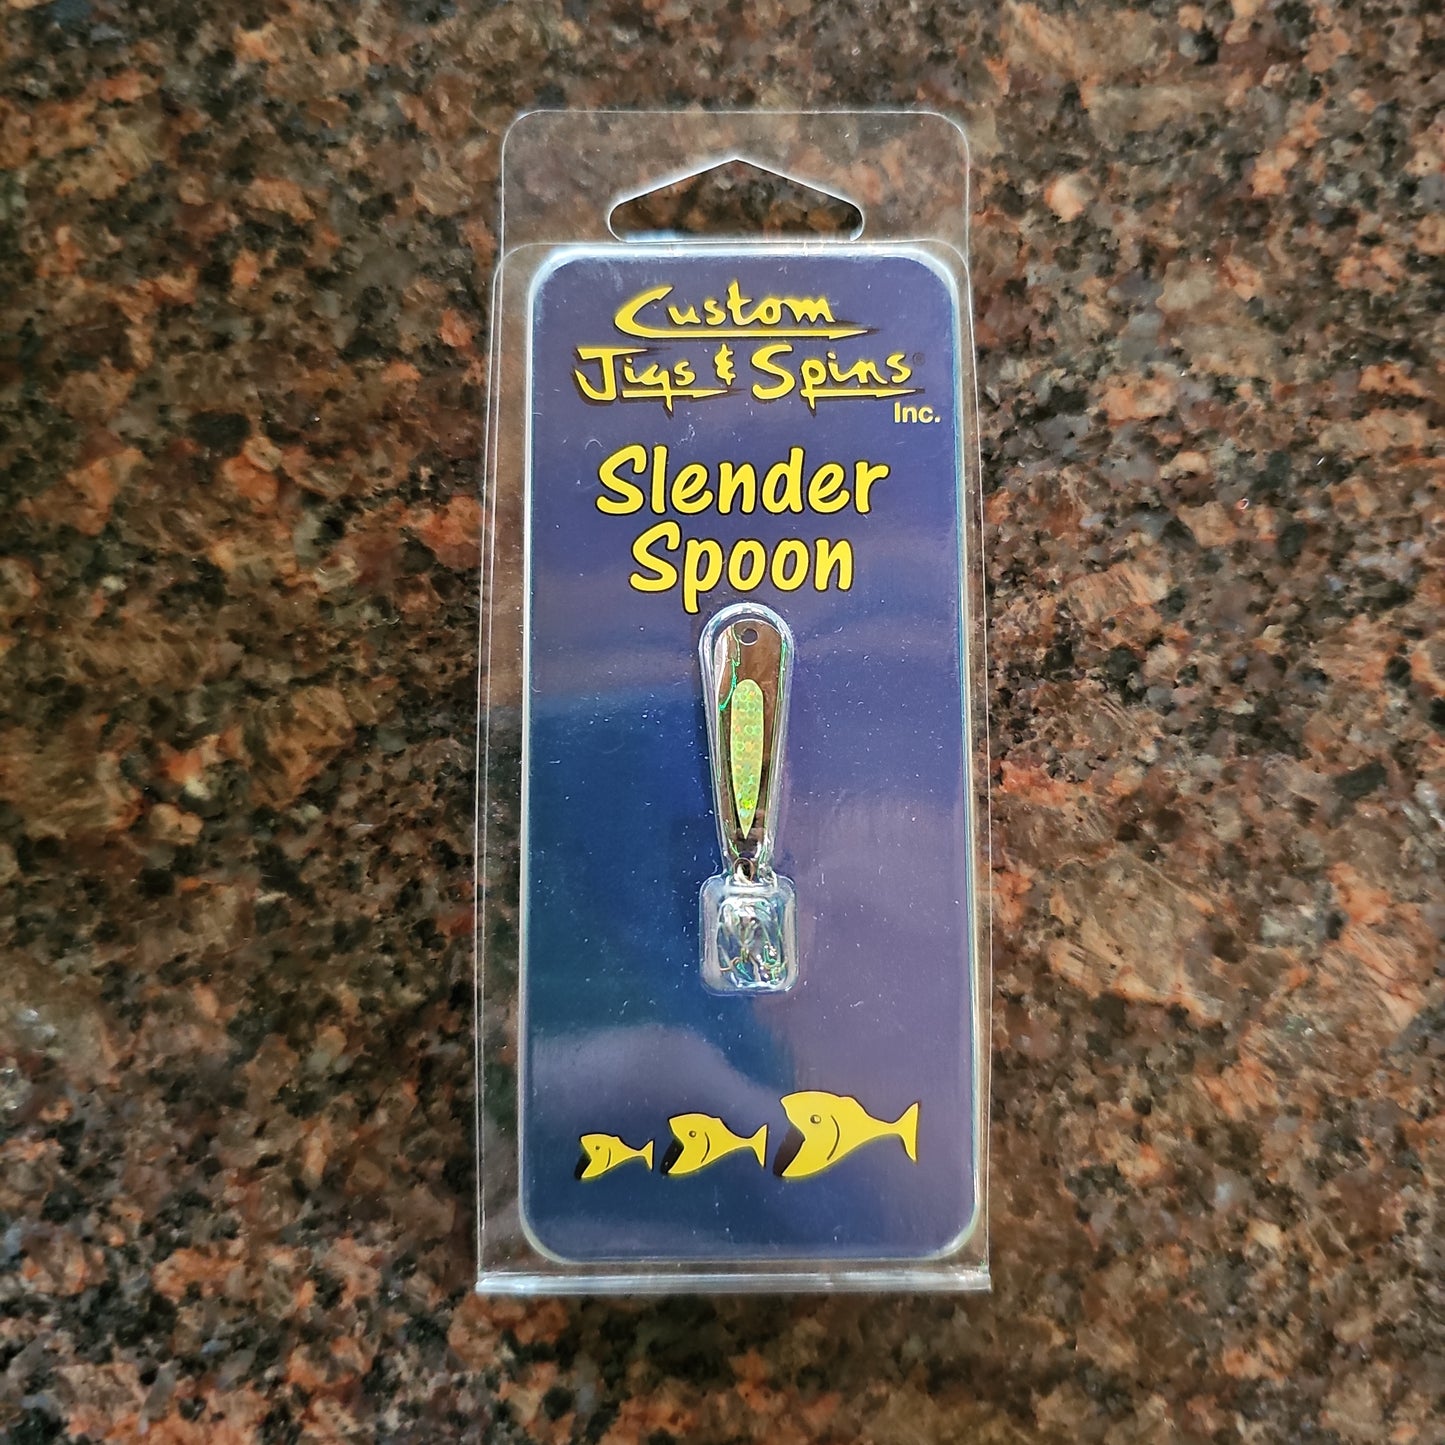 Custom
Jigs & Spins®
Inc.
Slender
Spoon